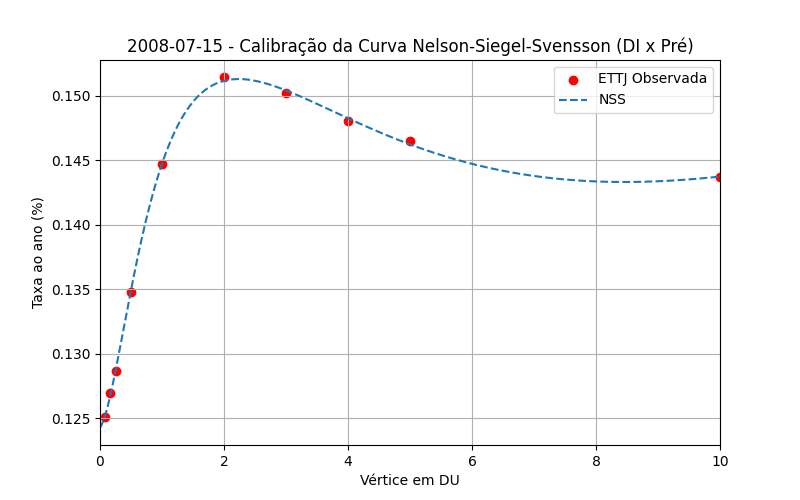 2008-07-15 - Calibração da Curva Nelson-Siegel-Svensson (DI x Pré)
ETTJ Observada
NSS
Taxa ao ano (%)
0.150
0.145
0.140
0.135
0.130
0.125
0 2 4 6 8 10
Vértice em DU